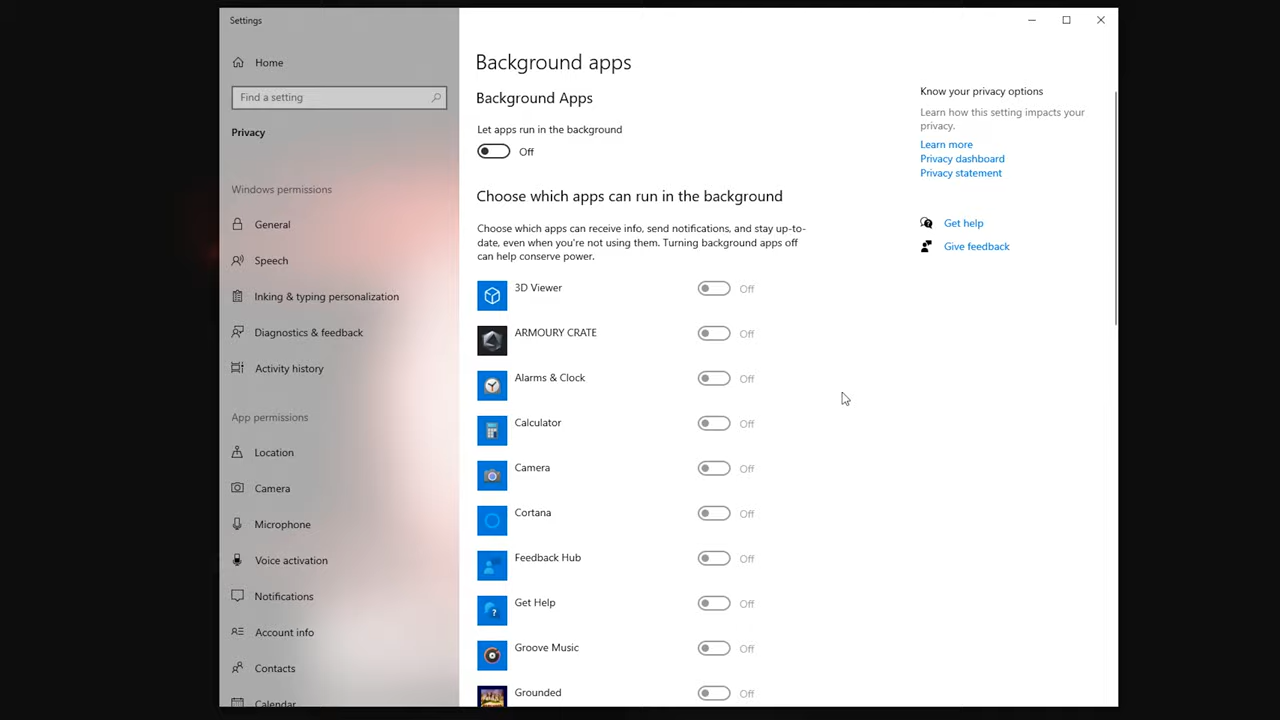 Settings
Home
Find a setting
Privacy
Windows permissions
General
Speech
Inking & typing personalization
Diagnostics & feedback
Activity history
App permissions
Location
Camera
Microphone
Voice activation
Notifications
Account info
Contacts
Calendar
Background apps
Background Apps
Let apps run in the background
Off
Choose which apps can run in the background
Choose which apps can receive info, send notifications, and stay up-to-
date, even when you're not using them. Turning background apps off
can help conserve power.
3D Viewer Off
ARMOURY CRATE Off
Alarms & Clock Off
Calculator Off
Camera Off
Cortana Off
Feedback Hub Off
Get Help Off
Groove Music Off
Grounded Off
Know your privacy options
Learn how this setting impacts your
privacy.
Learn more
Privacy dashboard
Privacy statement
Get help
Give feedback